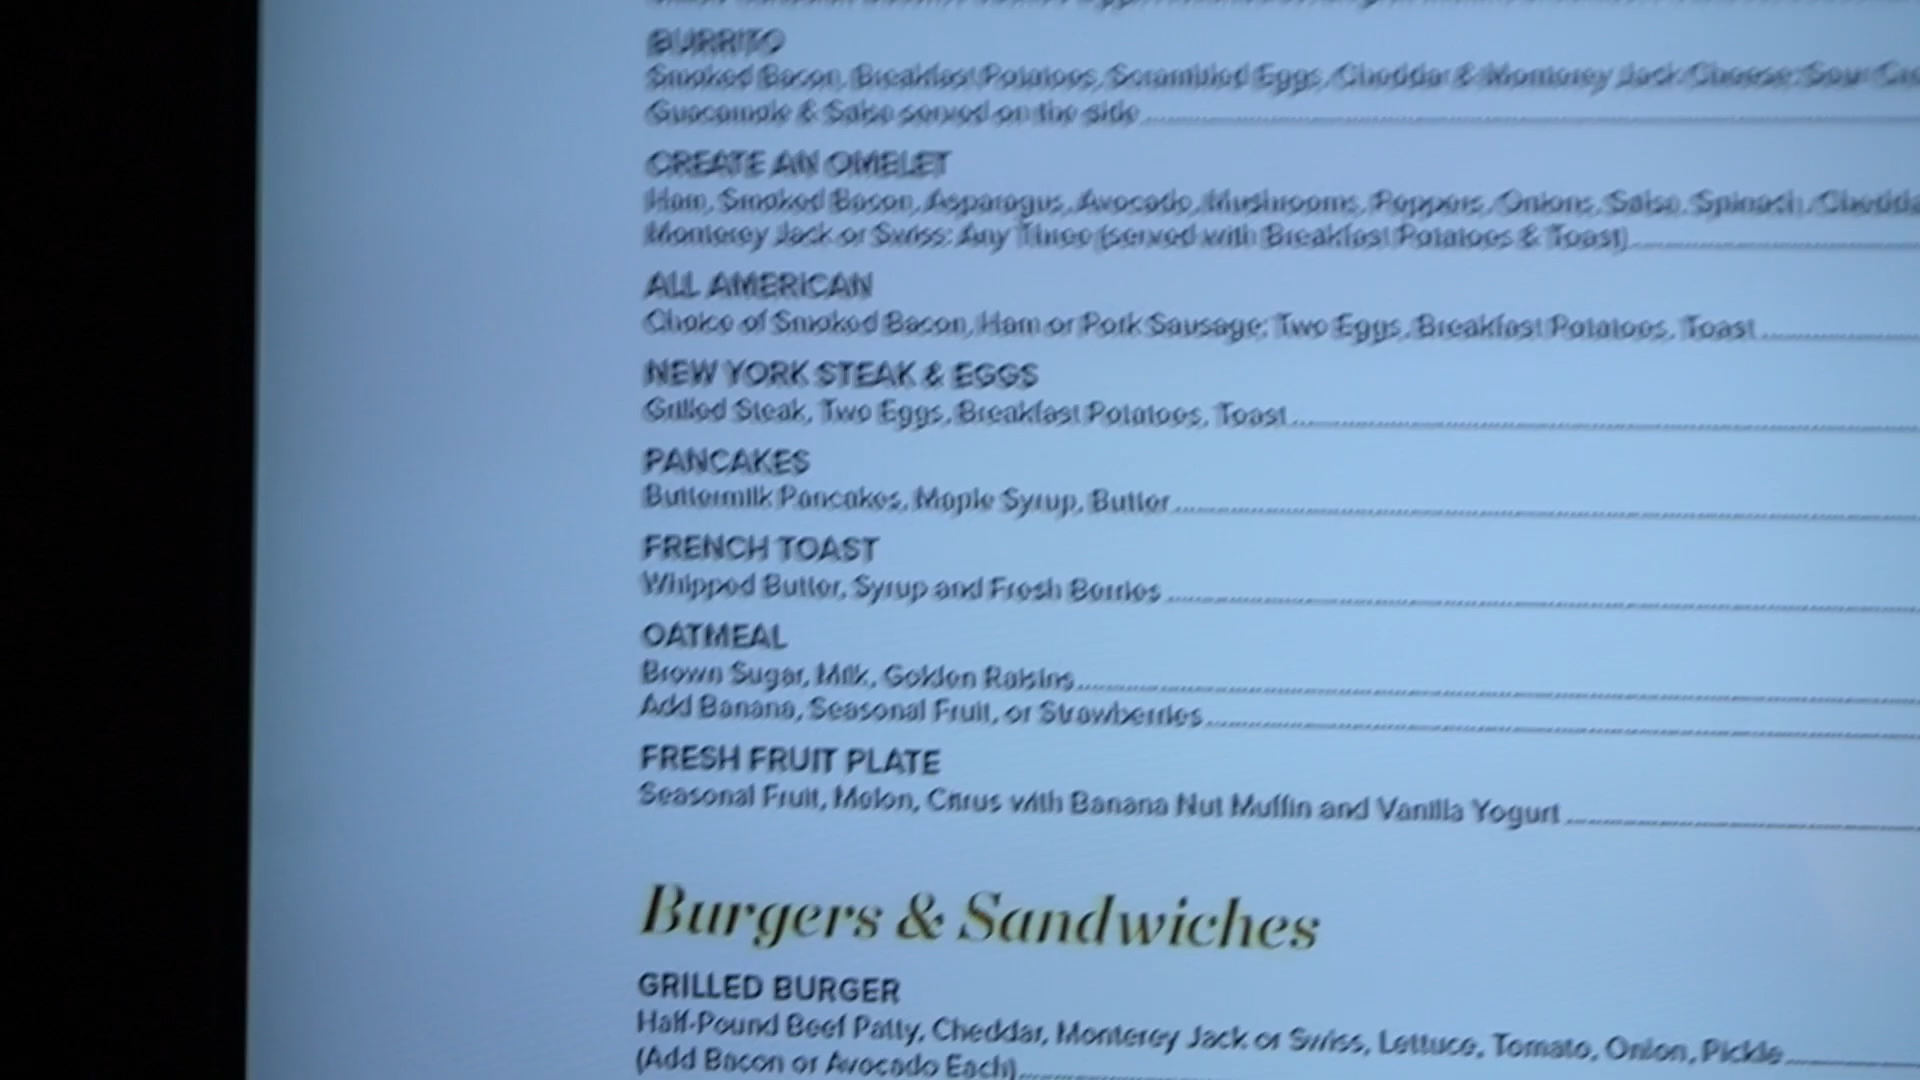 BURRITO
Smoked Bacon, Breakfast Potatoes, Scrambled Eggs, Cheddar & Monterey Jack Cheese; Sour
Guacamole & Salsa served on the side
CREATE AN OMELET
Ham, Smoked Bacon, Asparagus, Avocado, Mushrooms, Peppers, Onions, Salsa, Spinach, Chedda
Monterey Jack or Swiss: Any Three (served with Breakfast Potatoes & Toast)
ALL AMERICAN
Choice of Smoked Bacon, Ham or Pork Sausage; Two Eggs, Breakfast Potatoes, Toast
NEW YORK STEAK & EGGS
Grilled Steak, Two Eggs, Breakfast Potatoes, Toast
PANCAKES
Buttermilk Pancakes, Maple Syrup, Butter
FRENCH TOAST
Whipped Butter, Syrup and Fresh Berries
OATMEAL
Brown Sugar, Milk, Golden Raisins
Add Banana, Seasonal Fruit, or Strawberries
FRESH FRUIT PLATE
Seasonal Fruit, Melon, Citrus with Banana Nut Muffin and Vanilla Yogurt
Burgers & Sandwiches
GRILLED BURGER
Half-Pound Beef Patty, Cheddar, Monterey Jack or Swiss, Lettuce, Tomato, Onion, Pickle
(Add Bacon or Avocado Each)